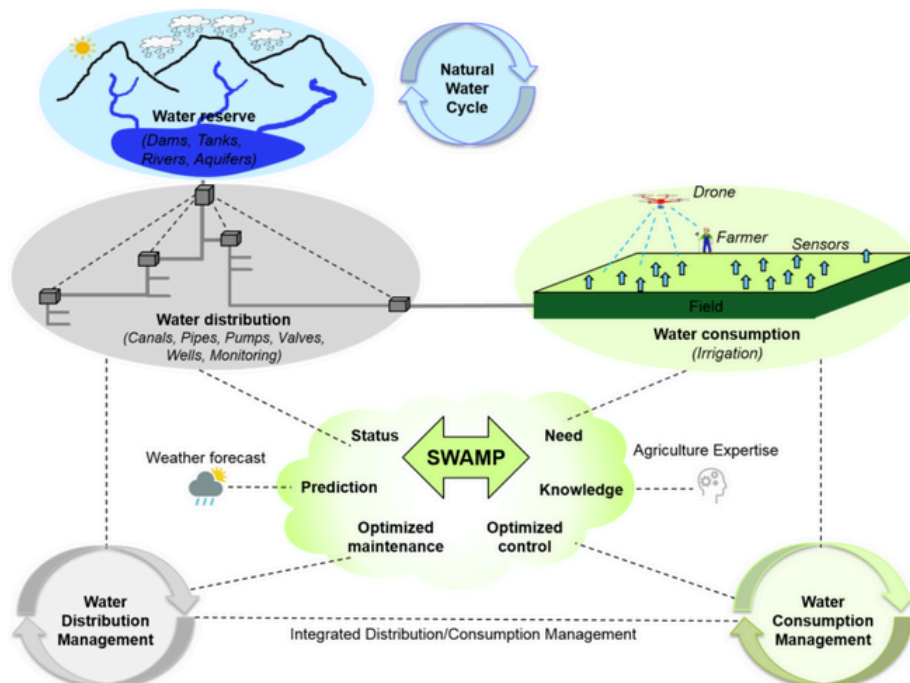 Natural
Water
Cycle
Water reserve
(Dams, Tanks,
Rivers, Aquifers)
Drone
Farmer
Sensors
Field
Water distribution
(Canals, Pipes, Pumps, Valves,
Wells, Monitoring)
Water consumption
(Irrigation)
Status
SWAMP
Need
Weather forecast
Agriculture Expertise
Prediction
Knowledge
Optimized
maintenance
Optimized
control
Water
Distribution
Management
Integrated Distribution/Consumption Management
Water
Consumption
Management